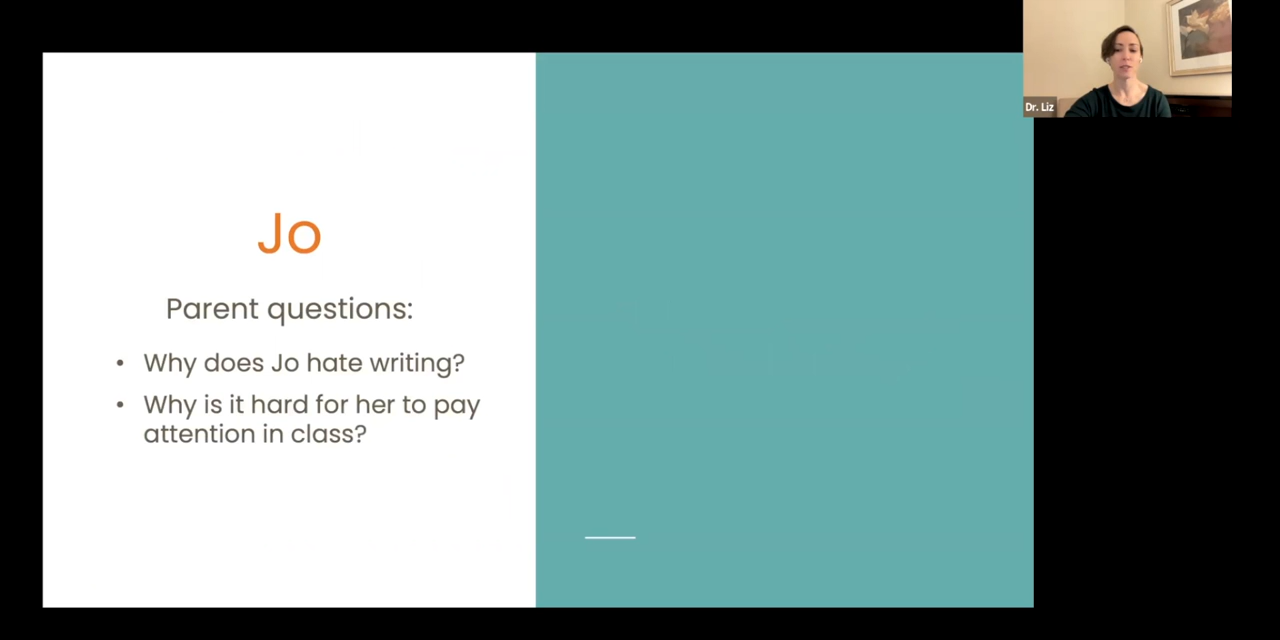 Jo
Parent questions:
• Why does Jo hate writing?
• Why is it hard for her to pay
attention in class?
Dr. Liz